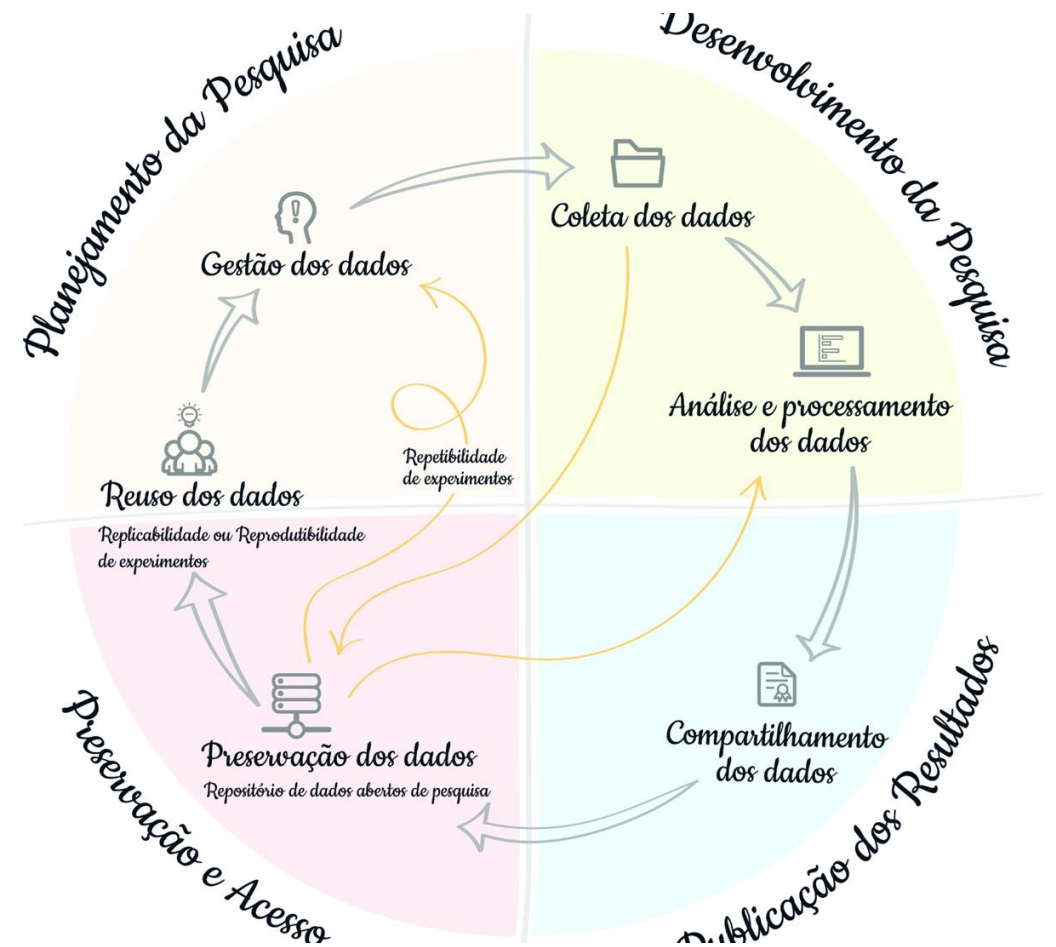 Planejamento da Pesquisa
Desenvolvimento da Pesquisa
Coleta dos dados
Gestão dos dados
Análise e processamento
dos dados
Repetibilidade
de experimentos
Reuso dos dados
Replicabilidade ou Reprodutibilidade
de experimentos
Compartilhamento
dos dados
Preservação dos dados
Repositório de dados abertos de pesquisa
Preservação e Acesso
Publicação dos Resultados